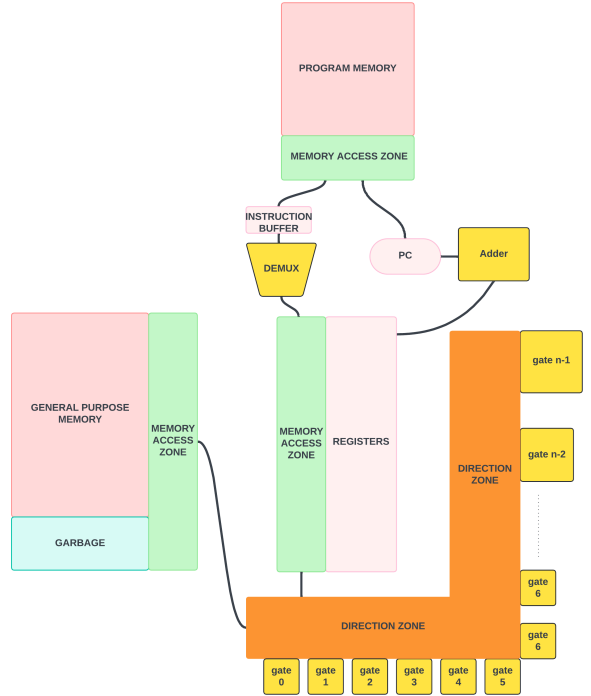 PROGRAM MEMORY
MEMORY ACCESS ZONE
INSTRUCTION
BUFFER
PC
Adder
DEMUX
GENERAL PURPOSE
MEMORY
MEMORY
ACCESS
ZONE
GARBAGE
MEMORY
ACCESS
ZONE
REGISTERS
DIRECTION
ZONE
gate n-1
gate n-2
gate
6
gate
6
DIRECTION ZONE
gate
0
gate
1
gate
2
gate
3
gate
4
gate
5